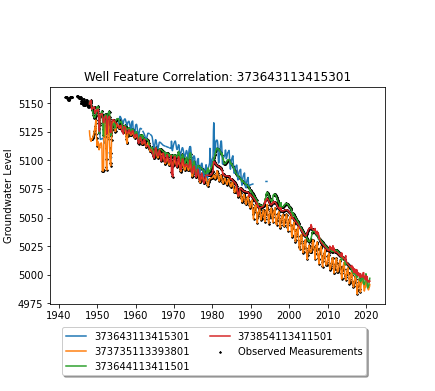 Well Feature Correlation: 373643113415301
Groundwater Level
5150
5125
5100
5075
5050
5025
5000
4975
1940 1950 1960 1970 1980 1990 2000 2010 2020
373643113415301 373854113411501
373735113393801 Observed Measurements
373644113411501